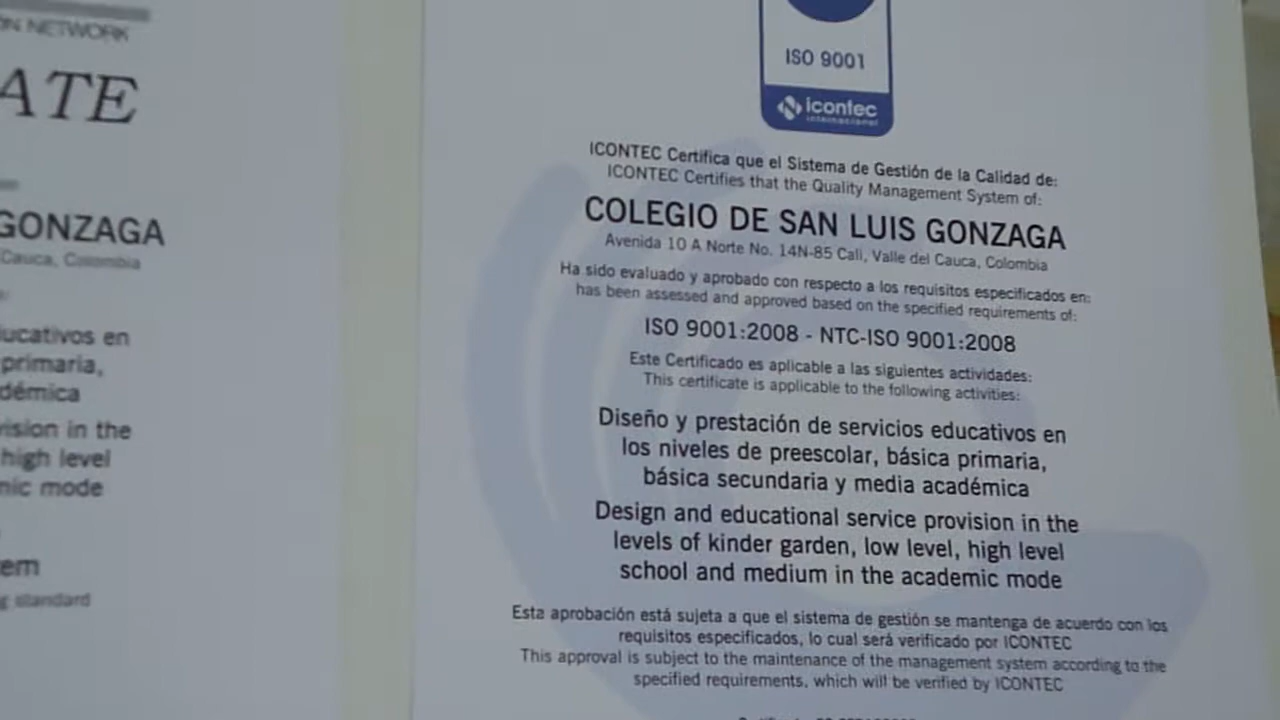 N NETWORK
ATE
GONZAGA
Cauca, Colombia
ucativos en
primaria,
démica
vision in the
high level
mic mode
em
g standard
ISO 9001
icontec
internacional
ICONTEC Certifica que el Sistema de Gestión de la Calidad de:
ICONTEC Certifies that the Quality Management System of:
COLEGIO DE SAN LUIS GONZAGA
Avenida 10 A Norte No. 14N-85 Cali, Valle del Cauca, Colombia
Ha sido evaluado y aprobado con respecto a los requisitos especificados en:
has been assessed and approved based on the specified requirements of:
ISO 9001:2008 - NTC-ISO 9001:2008
Este Certificado es aplicable a las siguientes actividades:
This certificate is applicable to the following activities:
Diseño y prestación de servicios educativos en
los niveles de preescolar, básica primaria,
básica secundaria y media académica
Design and educational service provision in the
levels of kinder garden, low level, high level
school and medium in the academic mode
Esta aprobación está sujeta a que el sistema de gestión se mantenga de acuerdo con los
requisitos especificados, lo cual será verificado por ICONTEC
This approval is subject to the maintenance of the management system according to the
specified requirements, which will be verified by ICONTEC